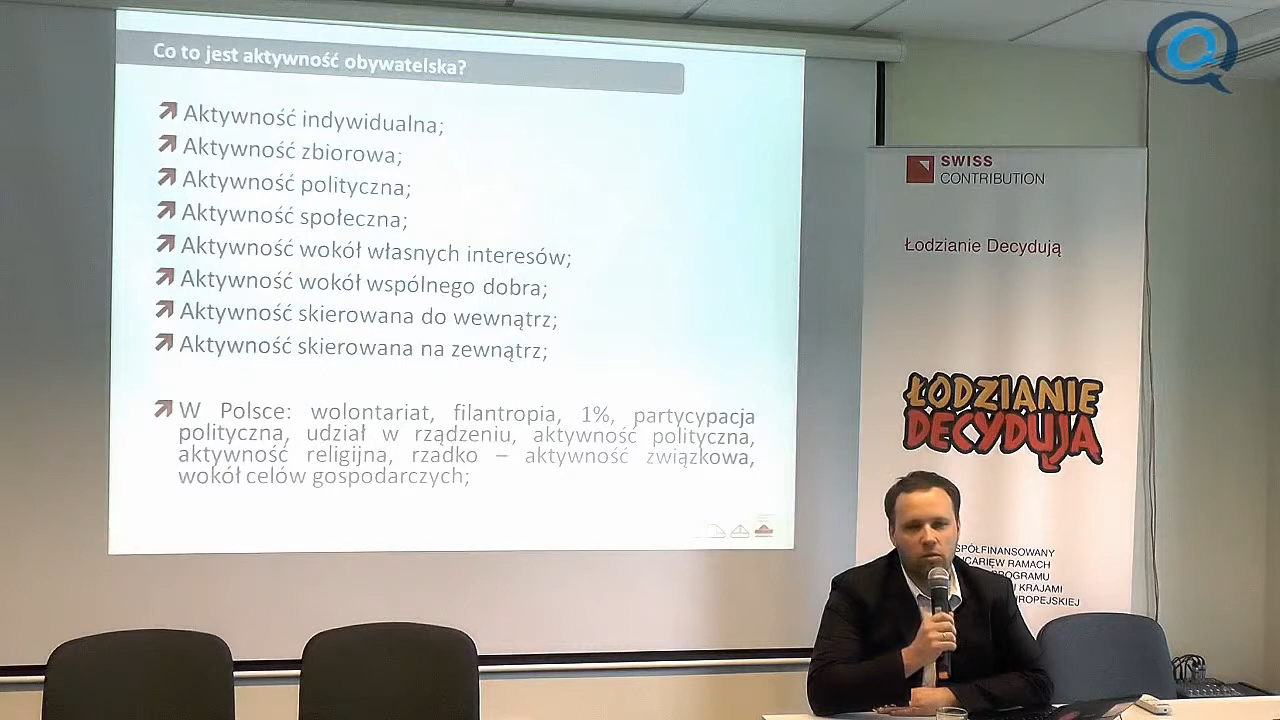 Co to jest aktywność obywatelska?
Aktywność indywidualna;
Aktywność zbiorowa;
Aktywność polityczna;
Aktywność społeczna;
Aktywność wokół własnych interesów;
Aktywność wokół wspólnego dobra;
Aktywność skierowana do wewnątrz;
Aktywność skierowana na zewnątrz;
W Polsce: wolontariat, filantropia, 1%, partycypacja
polityczna, udział w rządzeniu, aktywność polityczna,
aktywność religijna, rzadko – aktywność związkowa,
wokół celów gospodarczych;
SWISS
CONTRIBUTION
Łodzianie Decydują
ŁODZIANIE
DECYDUJĄ
RAMACH
KRAJAMI